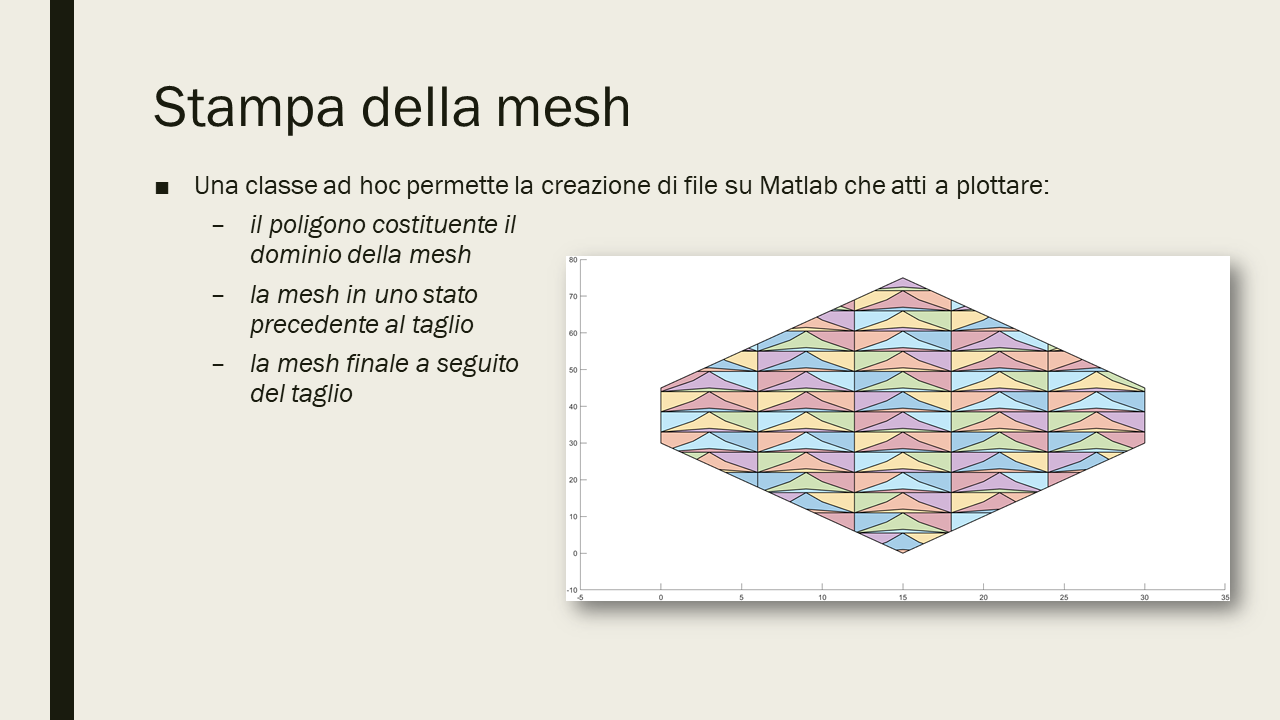 Stampa della mesh
■ Una classe ad hoc permette la creazione di file su Matlab che atti a plottare:
– il poligono costituente il
dominio della mesh
– la mesh in uno stato
precedente al taglio
– la mesh finale a seguito
del taglio
80
70
60
50
40
30
20
10
0
-10
-5 0 5 10 15 20 25 30 35